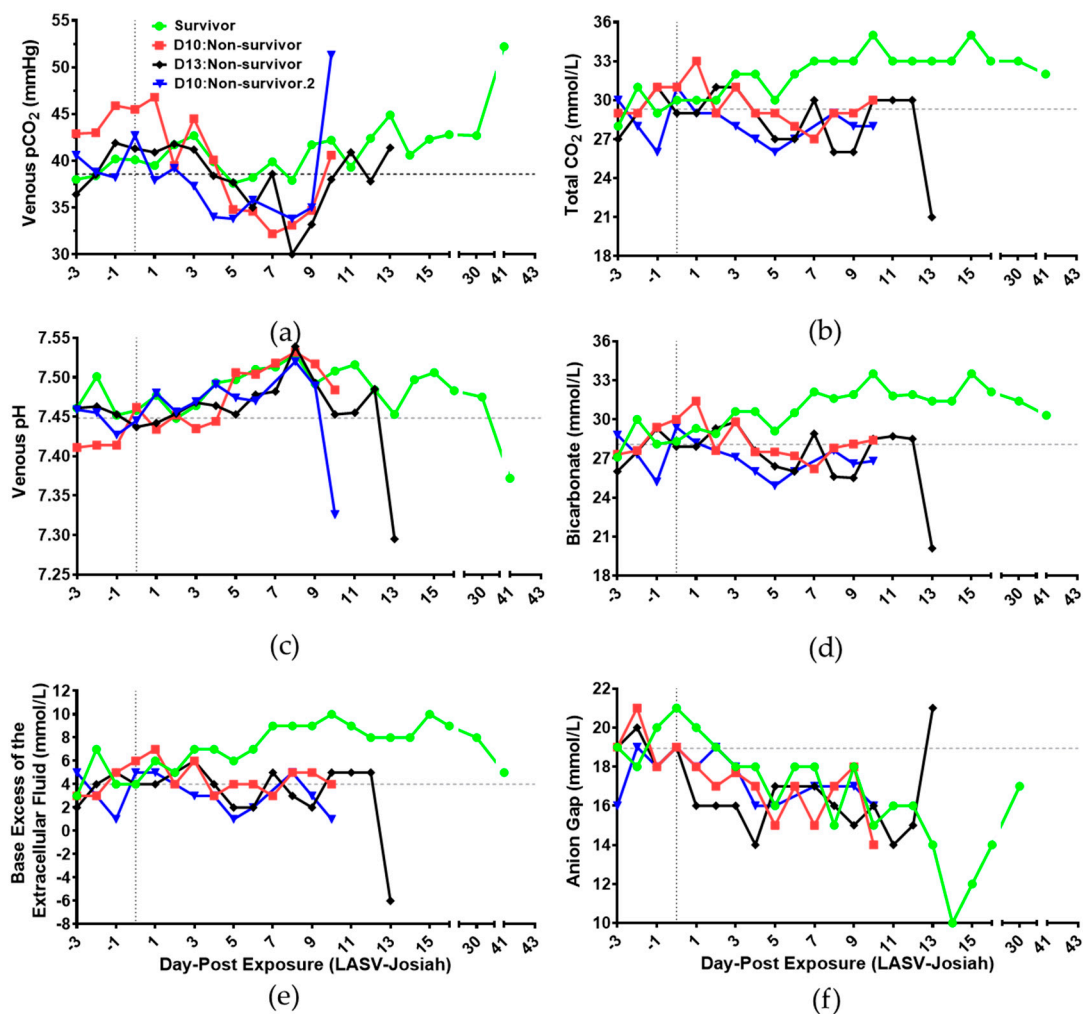 Survivor
D10:Non-survivor
D13:Non-survivor
D10:Non-survivor.2
Venous pCO₂ (mmHg)
55
50
45
40
35
30
-3 -1 1 3 5 7 9 11 13 15 30 41 43
(a)
Total CO₂ (nmol/L)
36
33
30
27
24
21
18
-3 -1 1 3 5 7 9 11 13 15 30 41 43
(b)
Venous pH
7.55
7.50
7.45
7.40
7.35
7.30
7.25
-3 -1 1 3 5 7 9 11 13 15 30 41 43
(c)
Bicarbonate (mmol/L)
36
33
30
27
24
21
18
-3 -1 1 3 5 7 9 11 13 15 30 41 43
(d)
Base Excess of the
Extracellular Fluid (mmol/L)
12
10
8
6
4
2
0
-2
-4
-6
-8
-3 -1 1 3 5 7 9 11 13 15 30 41 43
Day-Post Exposure (LASV-Josiah)
(e)
Anion Gap (mmol/L)
22
20
18
16
14
12
10
-3 -1 1 3 5 7 9 11 13 15 30 41 43
Day-Post Exposure (LASV-Josiah)
(f)